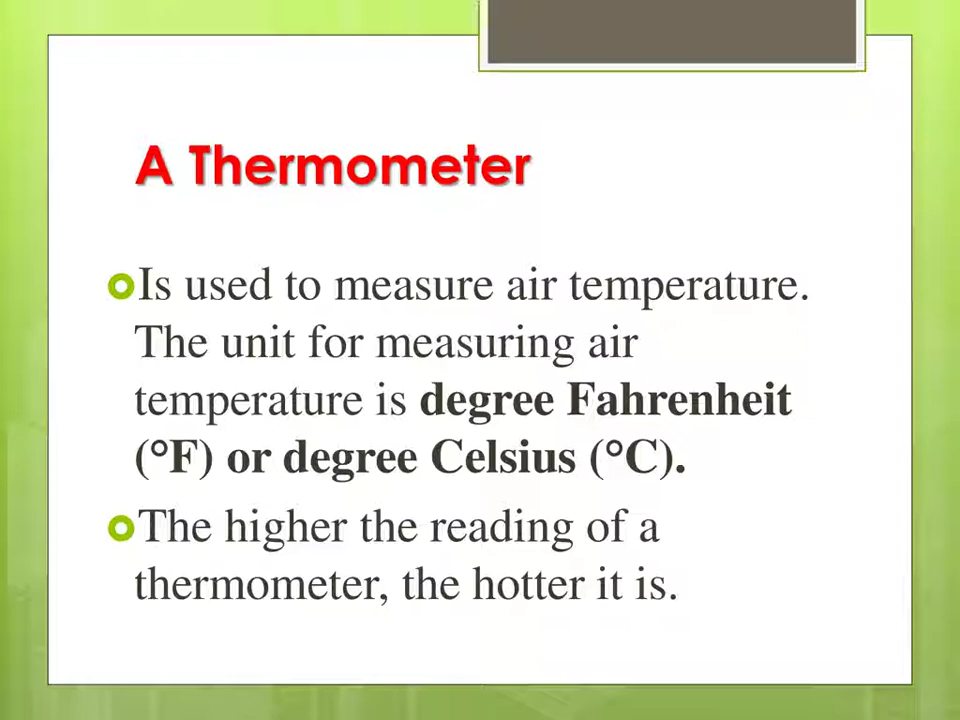 A Thermometer
Is used to measure air temperature.
The unit for measuring air
temperature is degree Fahrenheit
(°F) or degree Celsius (°C).
The higher the reading of a
thermometer, the hotter it is.